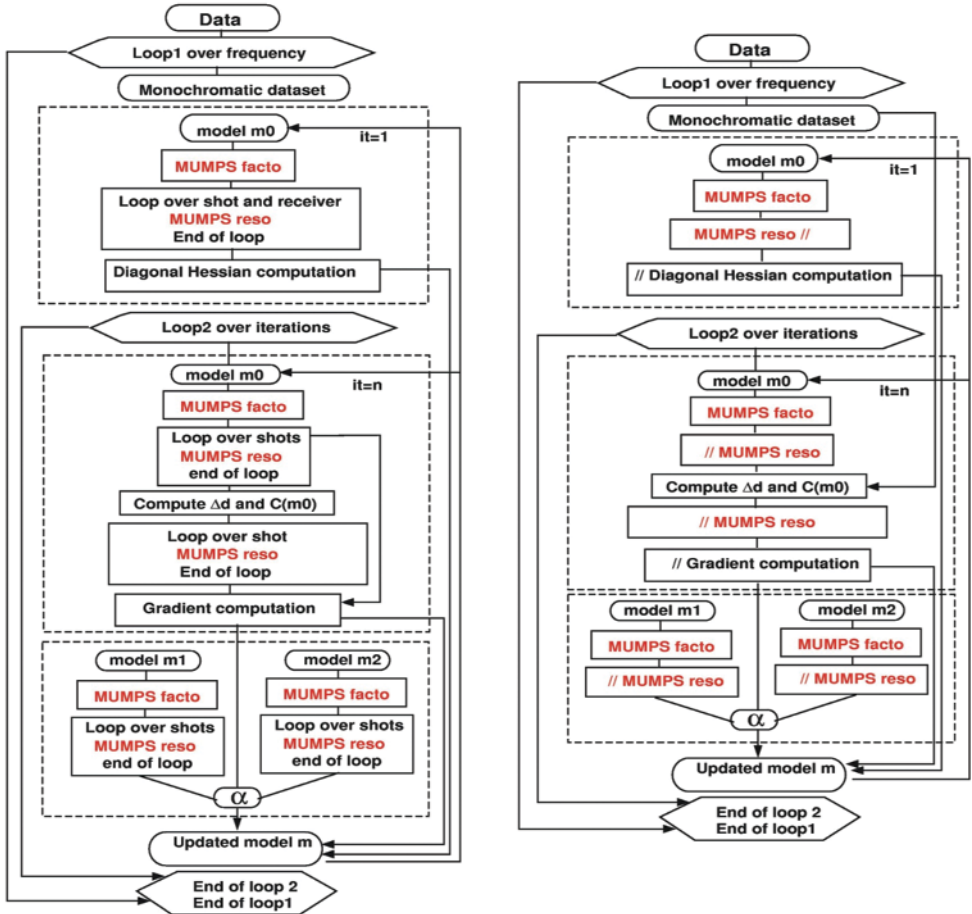 Data
Loop1 over frequency
Monochromatic dataset
model m0
it=1
MUMPS facto
Loop over shot and receiver
MUMPS reso
End of loop
Diagonal Hessian computation
Loop2 over iterations
model m0
it=n
MUMPS facto
Loop over shots
MUMPS reso
end of loop
Compute Δd and C(m0)
Loop over shot
MUMPS reso
End of loop
Gradient computation
model m1
MUMPS facto
Loop over shots
MUMPS reso
end of loop
model m2
MUMPS facto
Loop over shots
MUMPS reso
end of loop
α
Updated model m
End of loop 2
End of loop1
Data
Loop1 over frequency
Monochromatic dataset
model m0
it=1
MUMPS facto
MUMPS reso //
// Diagonal Hessian computation
Loop2 over iterations
model m0
it=n
MUMPS facto
// MUMPS reso
Compute Δd and C(m0)
// MUMPS reso
// Gradient computation
model m1
MUMPS facto
// MUMPS reso
model m2
MUMPS facto
// MUMPS reso
α
Updated model m
End of loop 2
End of loop1